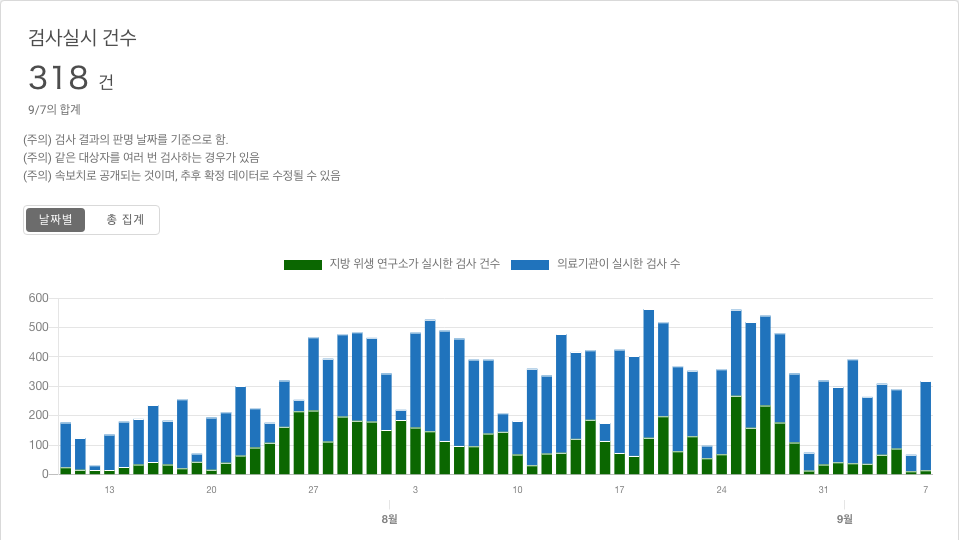 검사실시 건수
318 건
9/7의 합계
(주의) 검사 결과의 판명 날짜를 기준으로 함.
(주의) 같은 대상자를 여러 번 검사하는 경우가 있음
(주의) 속보치로 공개되는 것이며, 추후 확정 데이터로 수정될 수 있음
날짜별 총 집계
지방 위생 연구소가 실시한 검사 건수 의료기관이 실시한 검사 수
600
500
400
300
200
100
0
13 20 27 3 10 17 24 31 7
8월 9월